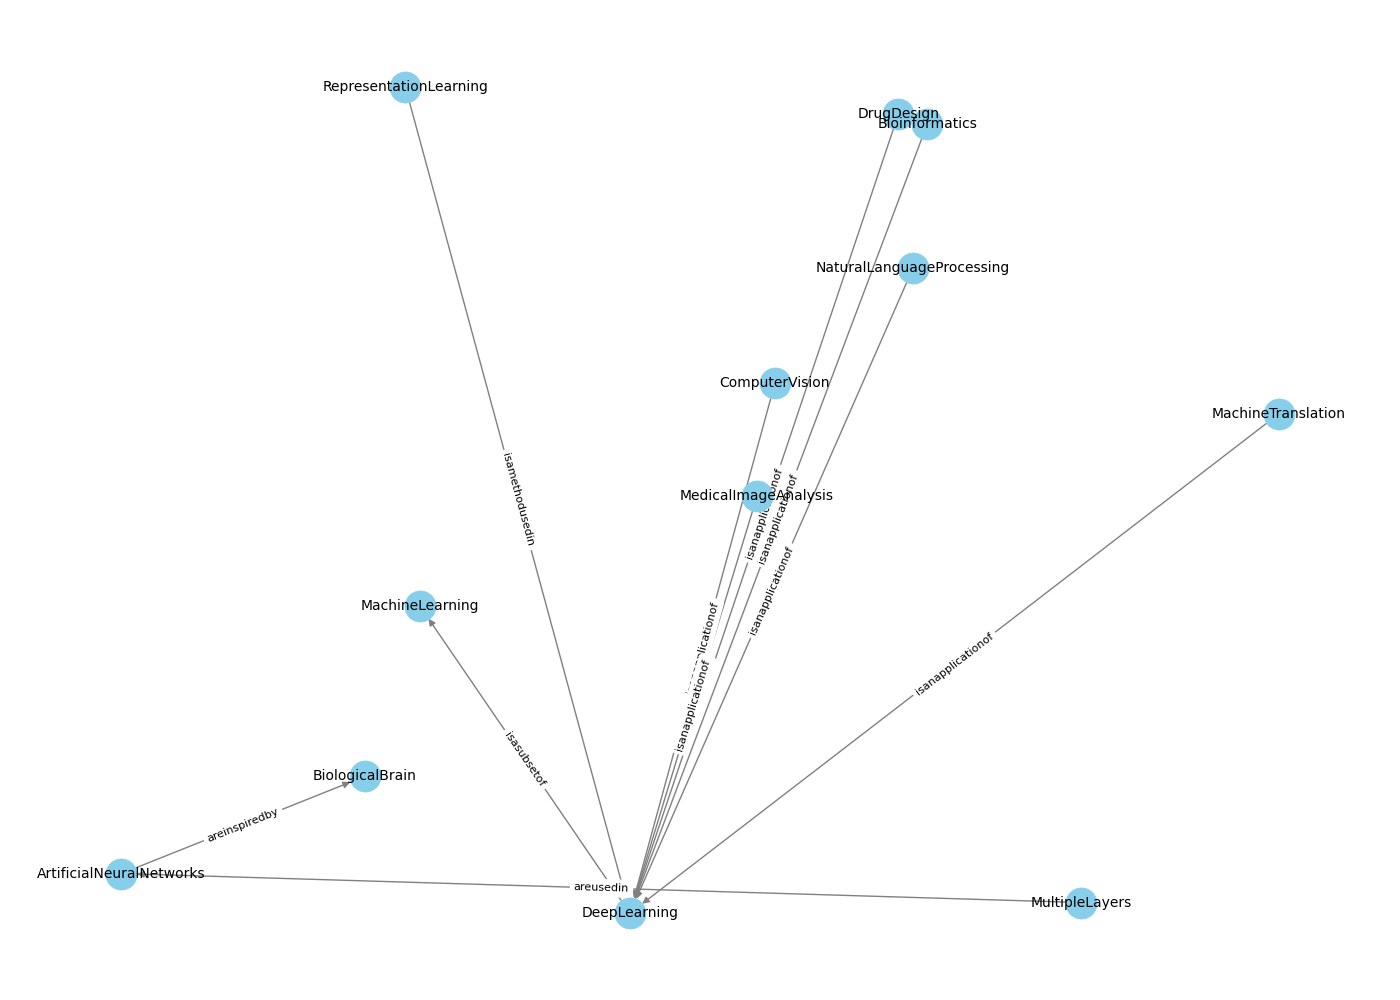 RepresentationLearning
DrugDesign
Bioinformatics
NaturalLanguageProcessing
ComputerVision
MachineTranslation
isamethodusedin
MedicalImageAnalysis
isanapplicationof
isanapplicationof
isanapplicationof
MachineLearning
isanapplicationof
isanapplicationof
isasubsetof
BiologicalBrain
areinspiredby
ArtificialNeuralNetworks
areusedin
MultipleLayers
DeepLearning